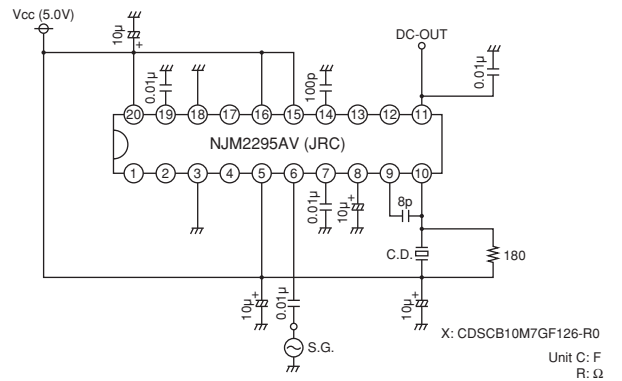 Vcc (5.0V)
10µ
+
0.01µ
100p
DC-OUT
0.01µ
20 19 18 17 16 15 14 13 12 11
NJM2295AV (JRC)
1 2 3 4 5 6 7 8 9 10
0.01µ
10µ
+
8p
C.D.
180
10µ
+
0.01µ
10µ
+
S.G.
X: CDSCB10M7GF126-R0
Unit C: F
R: Ω